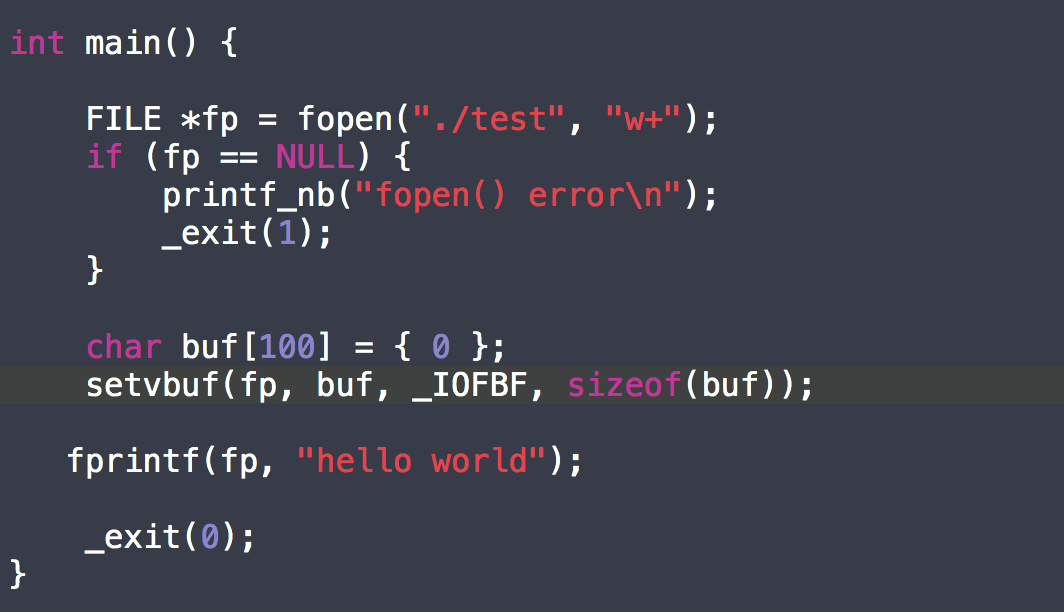 int main() {
    FILE *fp = fopen("./test", "w+");
    if (fp == NULL) {
        printf_nb("fopen() error\n");
        _exit(1);
    }
    char buf[100] = { 0 };
    setvbuf(fp, buf, _IOFBF, sizeof(buf));
   fprintf(fp, "hello world");
    _exit(0);
}